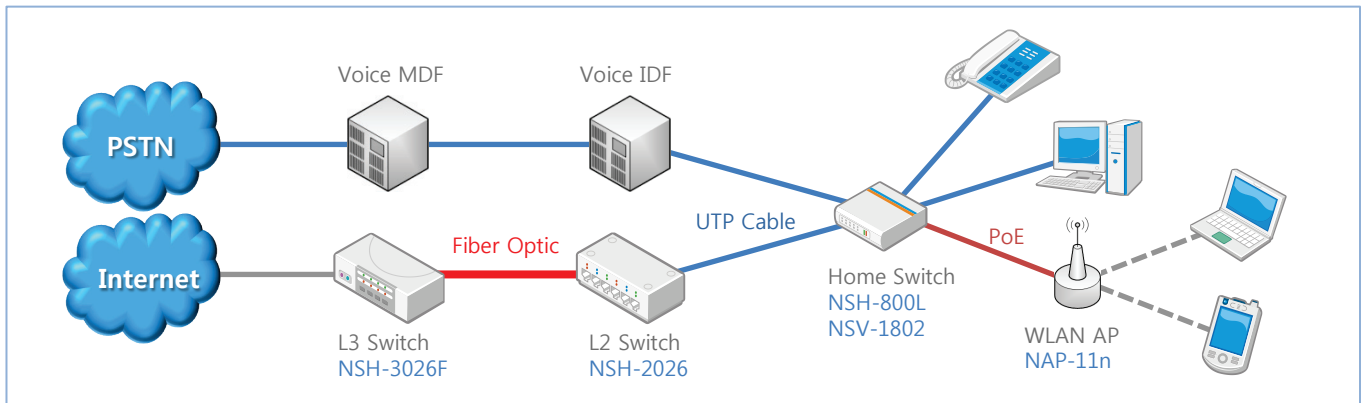 Voice MDF
Voice IDF
PSTN
UTP Cable
Fiber Optic
PoE
Internet
Home Switch
NSH-800L
NSV-1802
L3 Switch
NSH-3026F
L2 Switch
NSH-2026
WLAN AP
NAP-11n